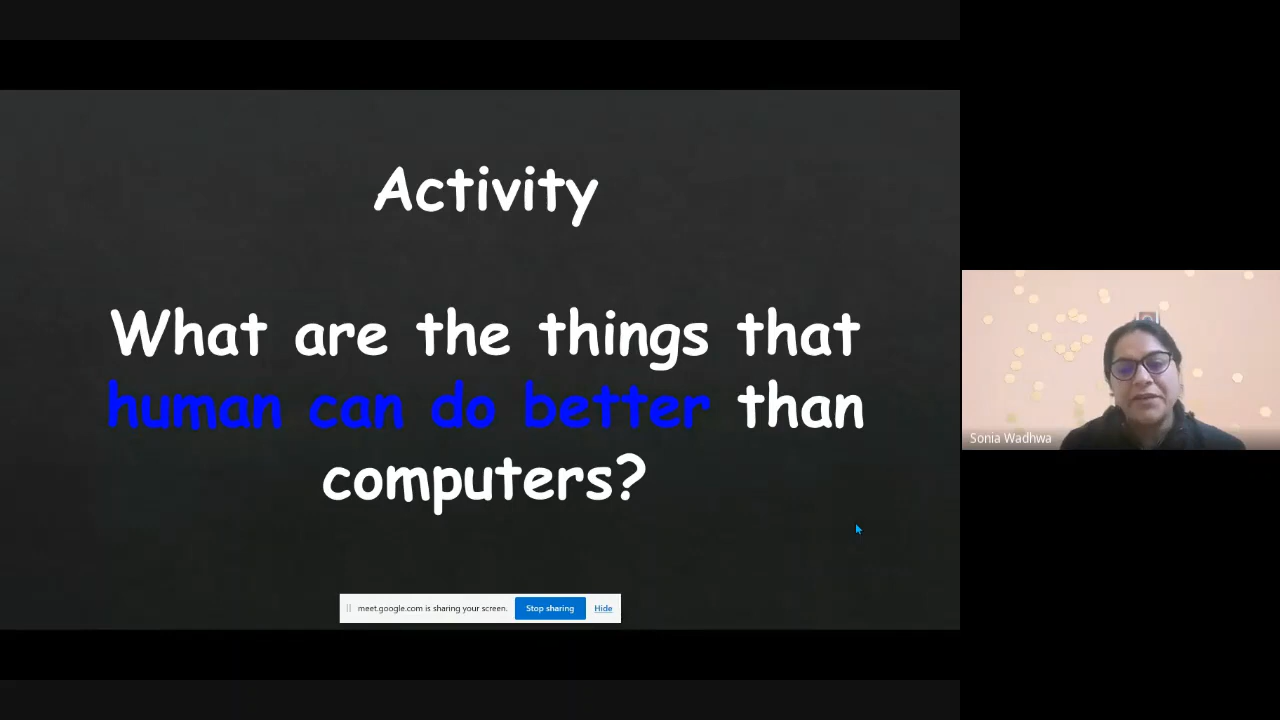 Activity
What are the things that
human can do better than
computers?
meet.google.com is sharing your screen. Stop sharing Hide
Sonia Wadhwa